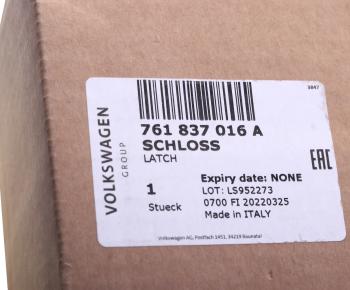 3847
VOLKSWAGEN
GROUP
761 837 016 A
SCHLOSS
LATCH
EAC
Expiry date: NONE
1
LOT: LS952273
Stueck
0700 FI 20220325
Made in ITALY
Volkswagen AG, Postfach 1451, 34219 Baunatal